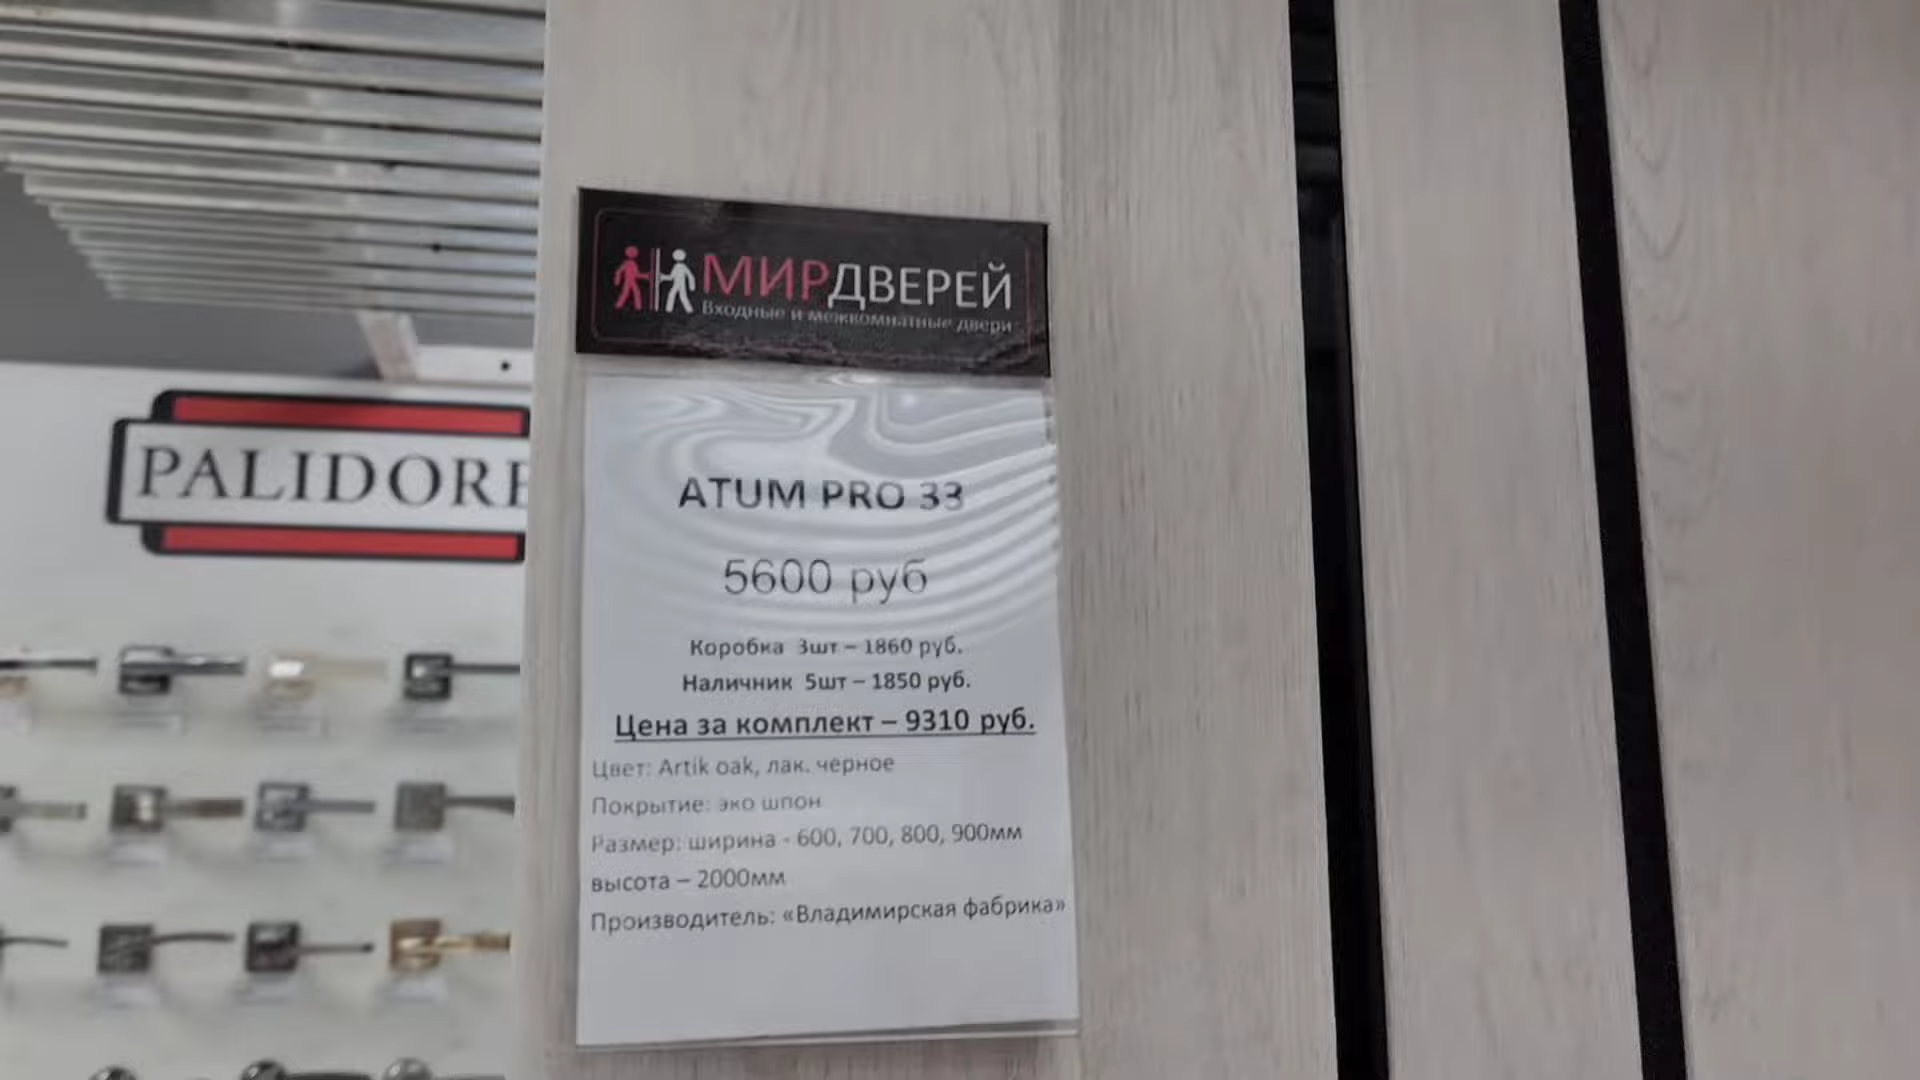 МИРДВЕРЕЙ
Входные и межкомнатные двери
PALIDORE
ATUM PRO 33
5600 руб
Коробка 3шт – 1860 руб.
Наличник 5шт – 1850 руб.
Цена за комплект – 9310 руб.
Цвет: Artik oak, лак. черное
Покрытие: эко шпон
Размер: ширина - 600, 700, 800, 900мм
высота – 2000мм
Производитель: «Владимирская фабрика»